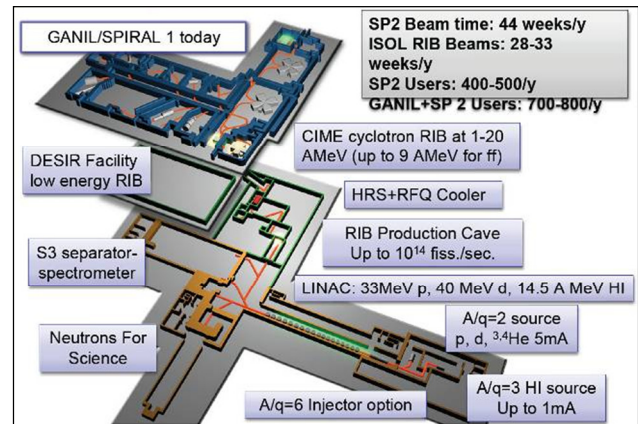 GANIL/SPIRAL 1 today
SP2 Beam time: 44 weeks/y
ISOL RIB Beams: 28-33
weeks/y
SP2 Users: 400-500/y
GANIL+SP 2 Users: 700-800/y
CIME cyclotron RIB at 1-20
AMeV (up to 9 AMeV for ff)
DESIR Facility
low energy RIB
HRS+RFQ Cooler
RIB Production Cave
Up to 10¹⁴ fiss./sec.
S3 separator-
spectrometer
LINAC: 33MeV p, 40 MeV d, 14.5 A MeV HI
A/q=2 source
p, d, ³,⁴He 5mA
Neutrons For
Science
A/q=3 HI source
Up to 1mA
A/q=6 Injector option